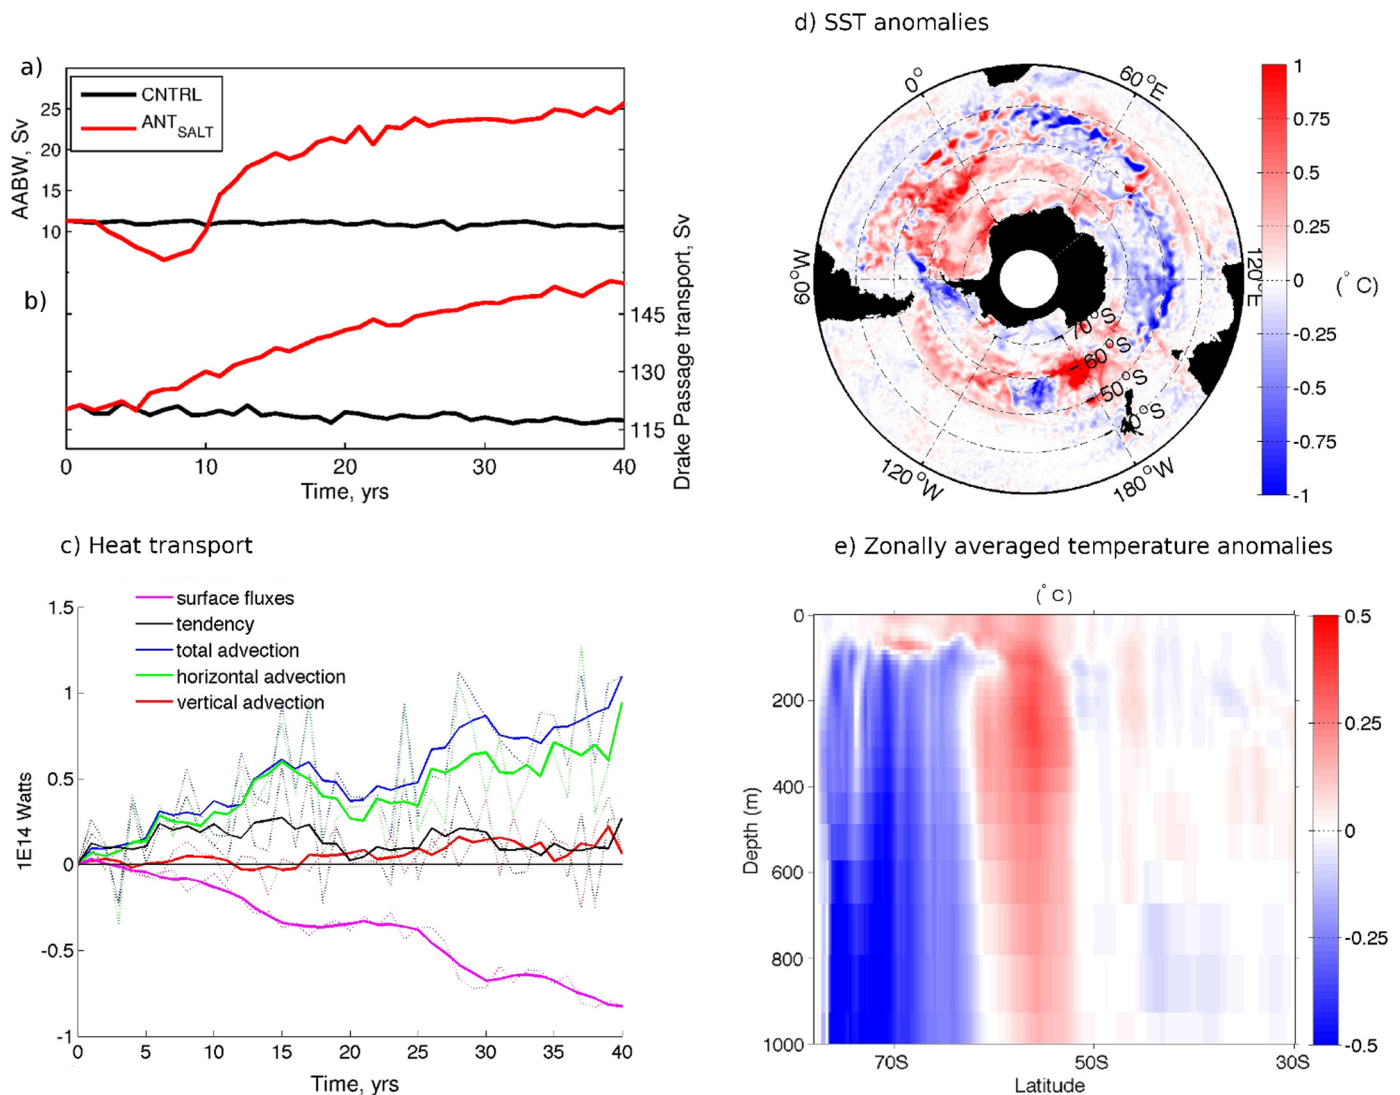 a)
CNTRL
ANT_SALT
AABW, Sv
25
20
15
10
b)
145
130
115
Drake Passage transport, Sv
0 10 20 30 40
Time, yrs
c) Heat transport
surface fluxes
tendency
total advection
horizontal advection
vertical advection
1E14 Watts
1.5
1
0.5
0
-0.5
-1
0 5 10 15 20 25 30 35 40
Time, yrs
d) SST anomalies
0°
60°E
120°E
180°W
120°W
60°W
70°S
60°S
50°S
40°S
1
0.75
0.5
0.25
0
-0.25
-0.5
-0.75
-1
(°C)
e) Zonally averaged temperature anomalies
(°C)
0
200
400
600
800
1000
Depth (m)
70S 50S 30S
Latitude
0.5
0.25
0
-0.25
-0.5